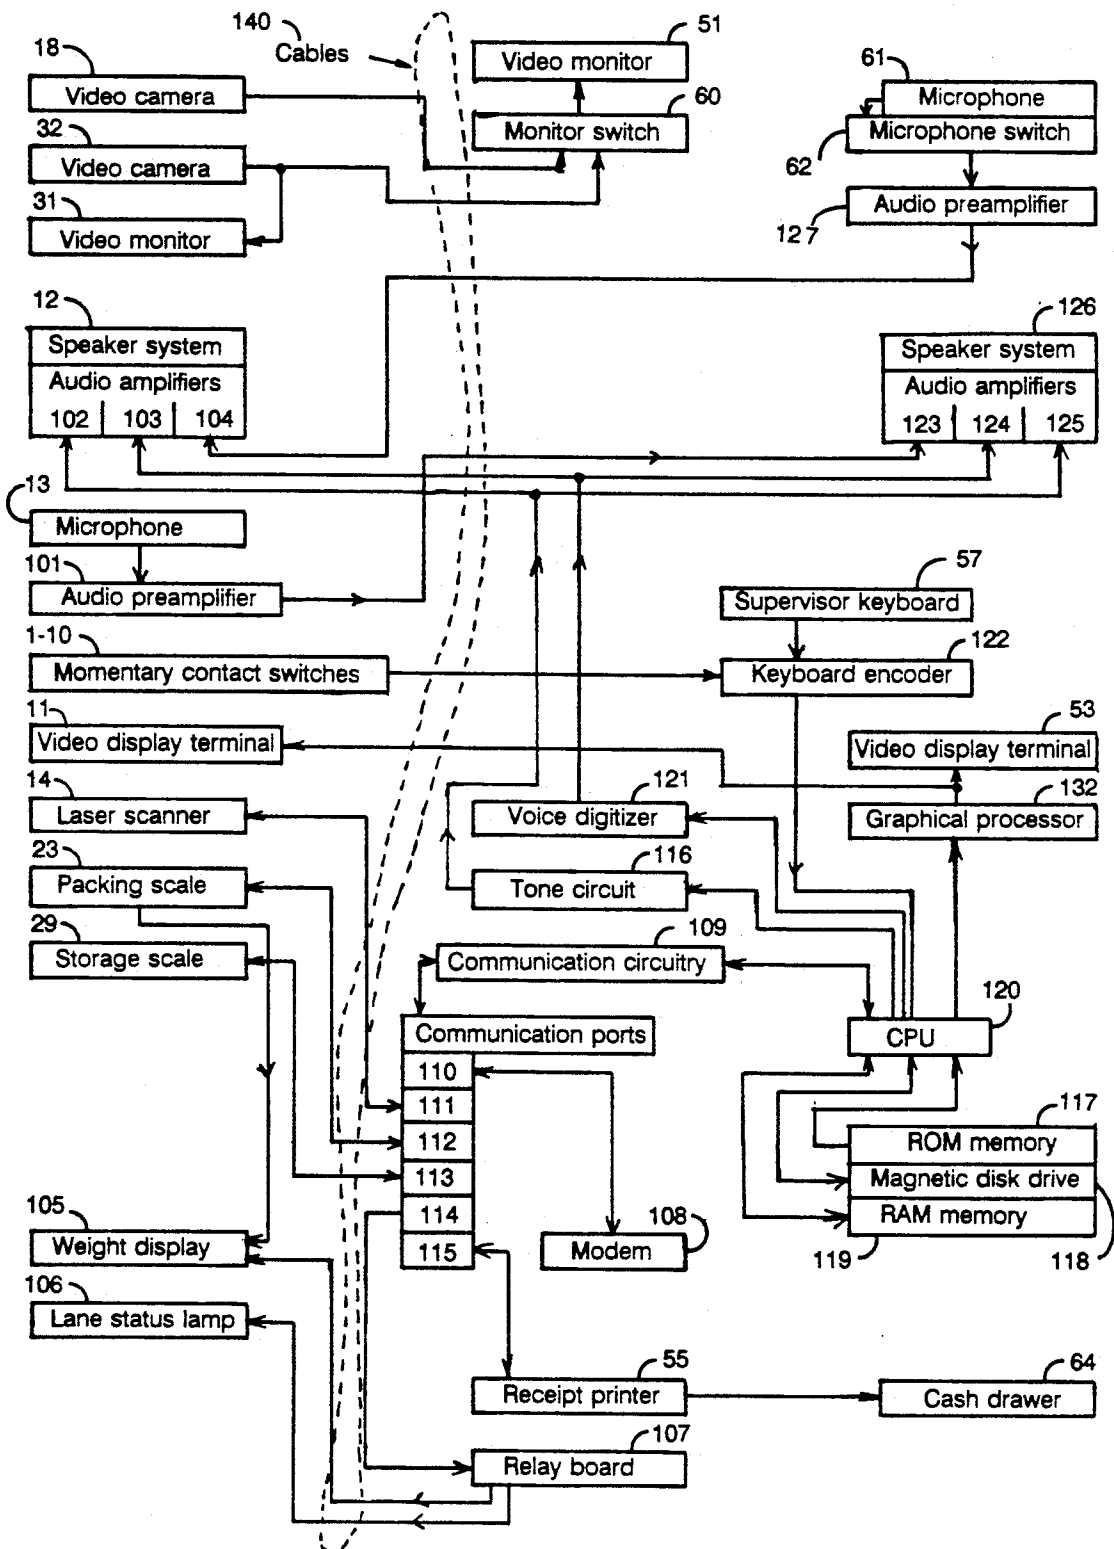 140
Cables
51
Video monitor
18
Video camera
60
Monitor switch
61
Microphone
Microphone switch
62
32
Video camera
31
Video monitor
Audio preamplifier
127
12
Speaker system
Audio amplifiers
102 103 104
126
Speaker system
Audio amplifiers
123 124 125
13
Microphone
101
Audio preamplifier
57
Supervisor keyboard
1-10
Momentary contact switches
122
Keyboard encoder
11
Video display terminal
53
Video display terminal
14
Laser scanner
121
Voice digitizer
132
Graphical processor
23
Packing scale
116
Tone circuit
29
Storage scale
109
Communication circuitry
120
CPU
Communication ports
110
111
112
113
114
115
117
ROM memory
Magnetic disk drive
RAM memory
119
118
105
Weight display
108
Modem
106
Lane status lamp
55
Receipt printer
64
Cash drawer
107
Relay board